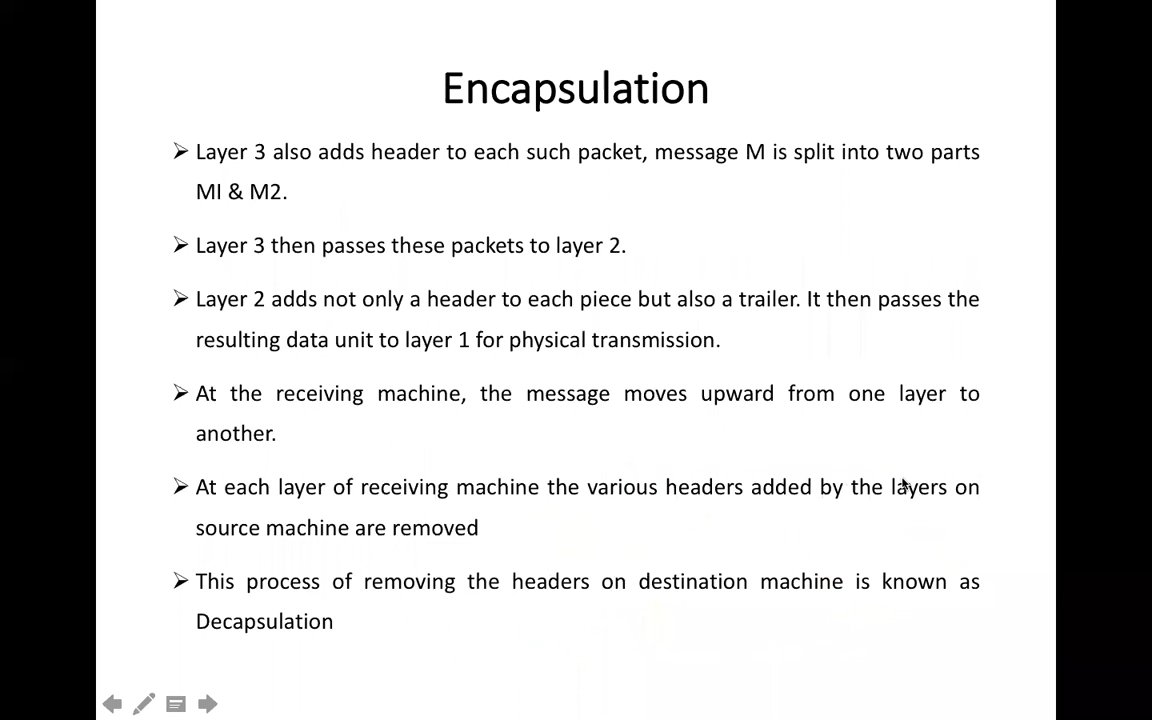 Encapsulation
➢ Layer 3 also adds header to each such packet, message M is split into two parts
MI & M2.
➢ Layer 3 then passes these packets to layer 2.
➢ Layer 2 adds not only a header to each piece but also a trailer. It then passes the
resulting data unit to layer 1 for physical transmission.
➢ At the receiving machine, the message moves upward from one layer to
another.
➢ At each layer of receiving machine the various headers added by the layers on
source machine are removed
➢ This process of removing the headers on destination machine is known as
Decapsulation